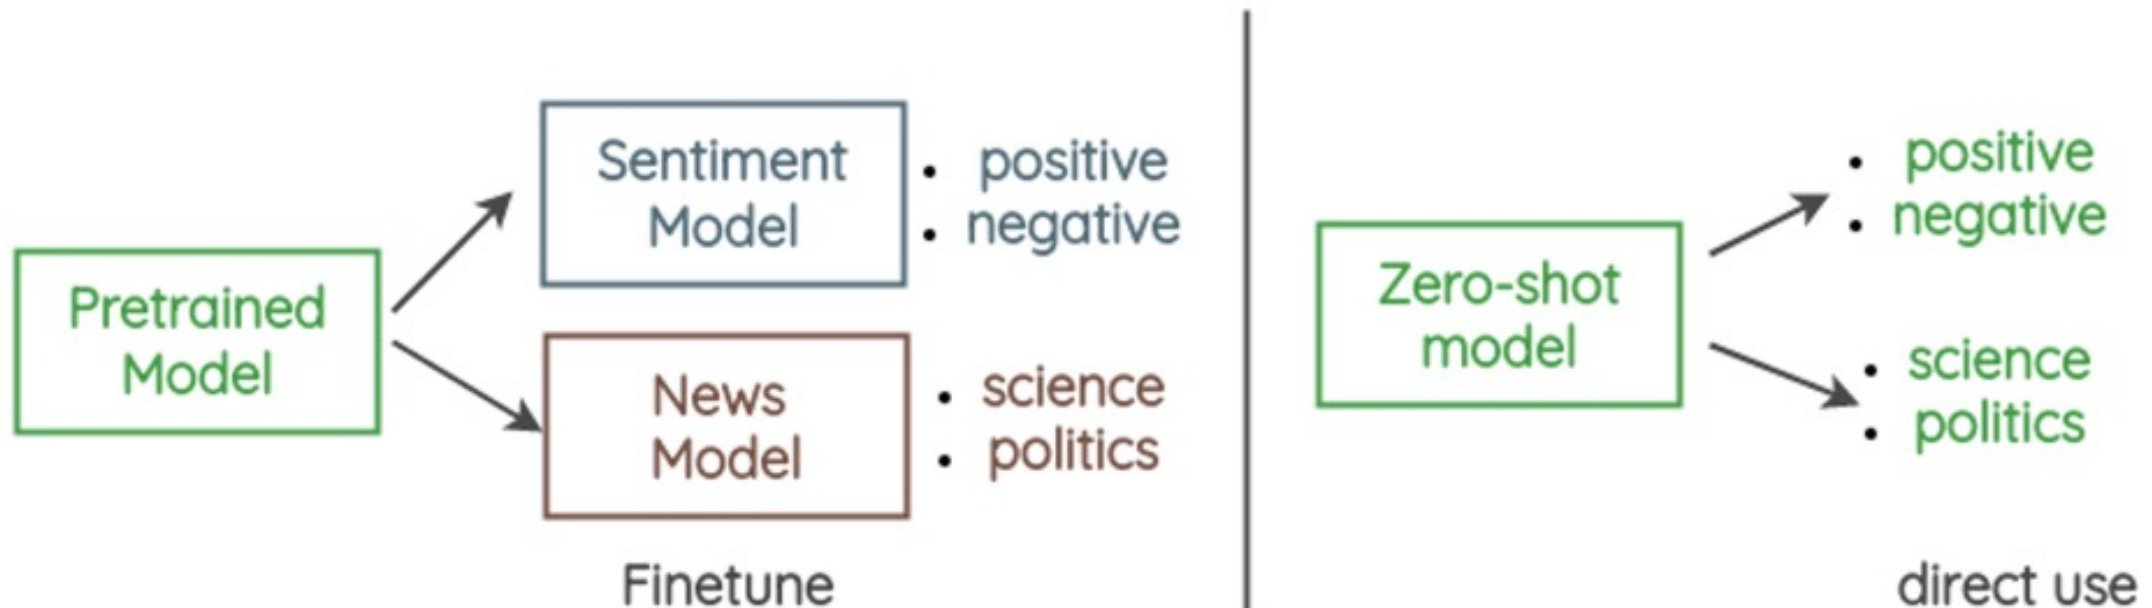 Pretrained
Model
Sentiment
Model
• positive
• negative
News
Model
• science
• politics
Finetune
Zero-shot
model
• positive
• negative
• science
• politics
direct use